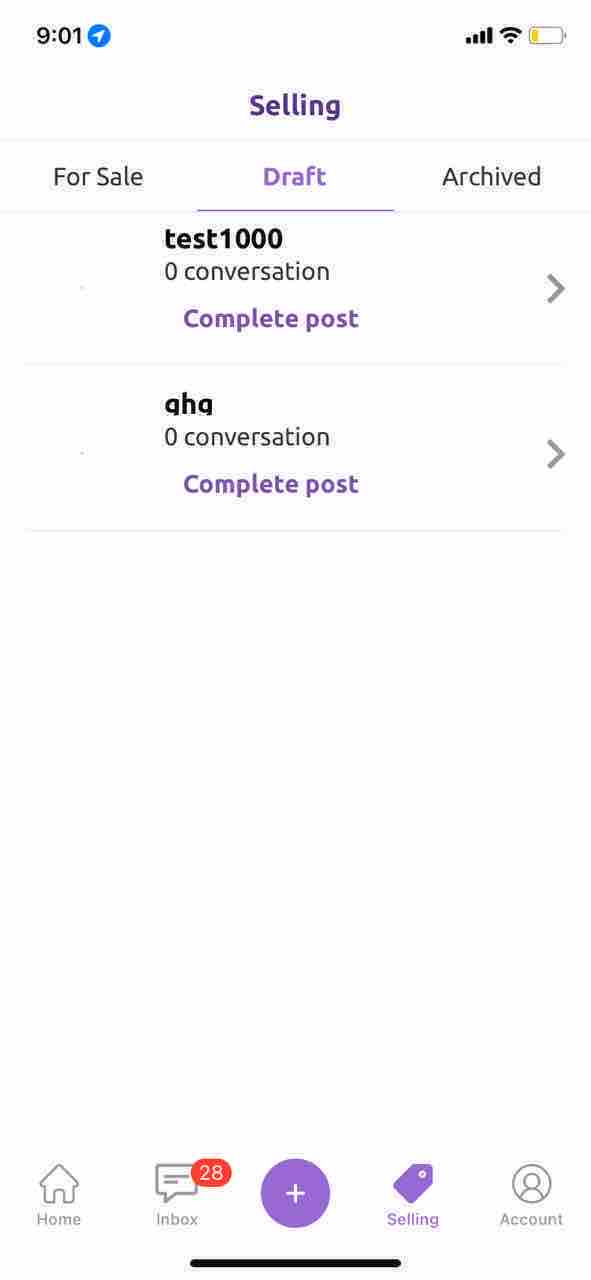 9:01
Selling
For Sale Draft Archived
test1000
0 conversation
Complete post
ghg
0 conversation
Complete post
28
Home Inbox Selling Account